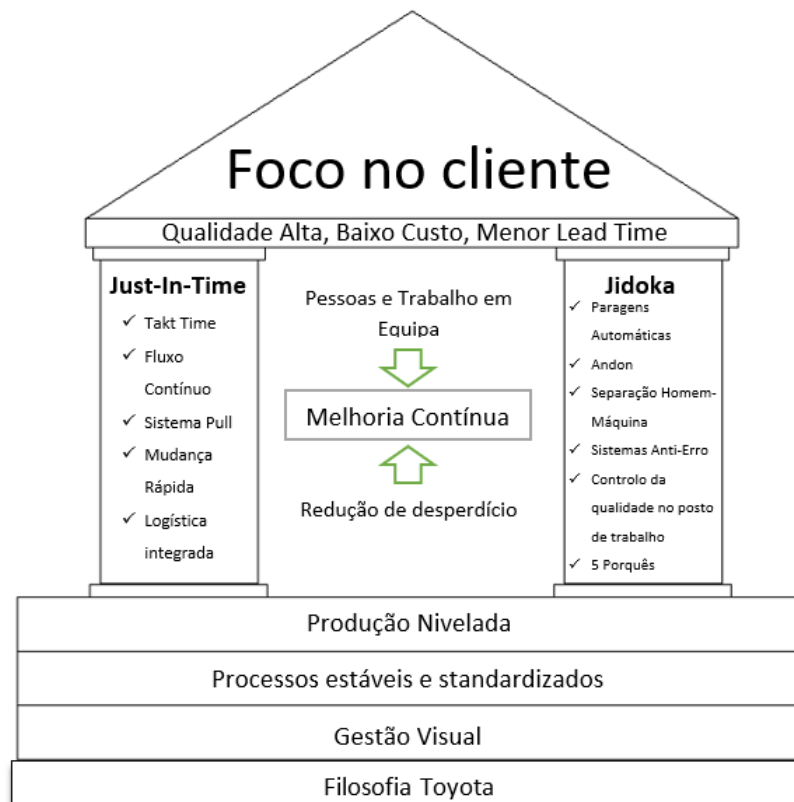 Foco no cliente
Qualidade Alta, Baixo Custo, Menor Lead Time
Just-In-Time
✓ Takt Time
✓ Fluxo
Contínuo
✓ Sistema Pull
✓ Mudança
Rápida
✓ Logística
integrada
Pessoas e Trabalho em
Equipa
Melhoria Contínua
Redução de desperdício
Jidoka
✓ Paragens
Automáticas
✓ Andon
✓ Separação Homem-
Máquina
✓ Sistemas Anti-Erro
✓ Controlo da
qualidade no posto
de trabalho
✓ 5 Porquês
Produção Nivelada
Processos estáveis e standardizados
Gestão Visual
Filosofia Toyota